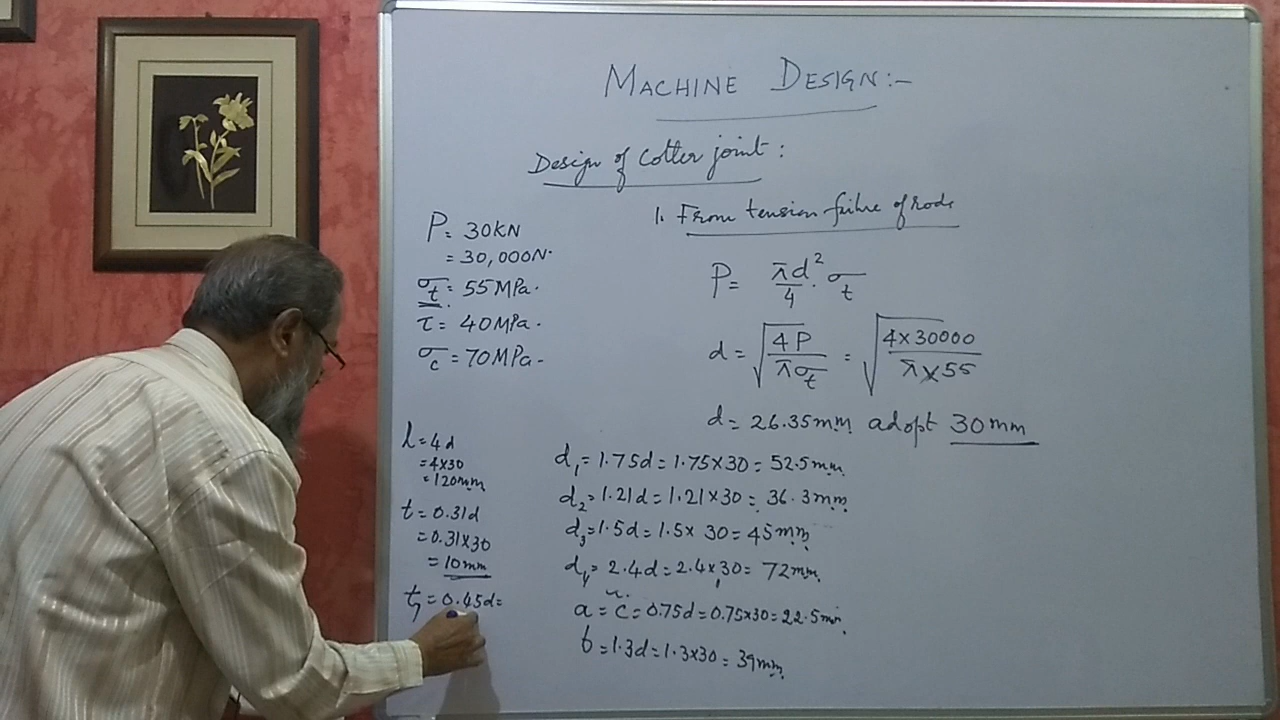 MACHINE DESIGN:-
Design of Cotter joint:
P = 30KN
= 30,000N.
σt = 55MPa.
τ = 40MPa.
σc = 70MPa-
1. From tension failure of rods
P = πd²/4 . σt
d = √(4P/πσt) = √(4×30000/π×55)
d = 26.35mm adopt 30mm
l = 4d
= 4×30
= 120mm
t = 0.31d
= 0.31×30
= 10mm
t1 = 0.45d =
d1 = 1.75d = 1.75×30 = 52.5mm
d2 = 1.21d = 1.21×30 = 36.3mm
d3 = 1.5d = 1.5×30 = 45mm
d4 = 2.4d = 2.4×30 = 72mm
a = c = 0.75d = 0.75×30 = 22.5mm
b = 1.3d = 1.3×30 = 39mm